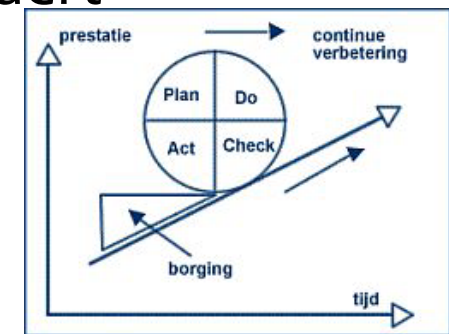 prestatie
continue
verbetering
Plan
Do
Act
Check
borging
tijd